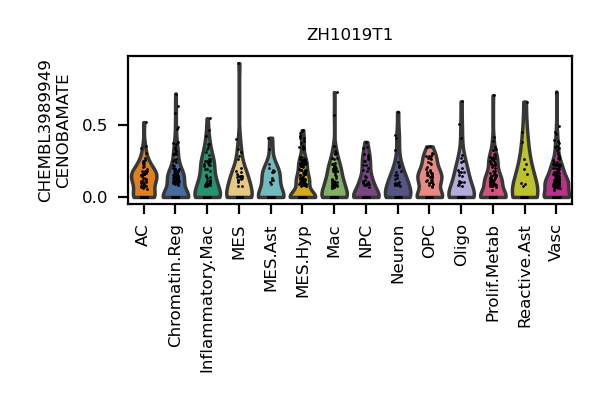 ZH1019T1
CHEMBL3989949
CENOBAMATE
0.5
0.0
AC
Chromatin.Reg
Inflammatory.Mac
MES
MES.Ast
MES.Hyp
Mac
NPC
Neuron
OPC
Oligo
Prolif.Metab
Reactive.Ast
Vasc